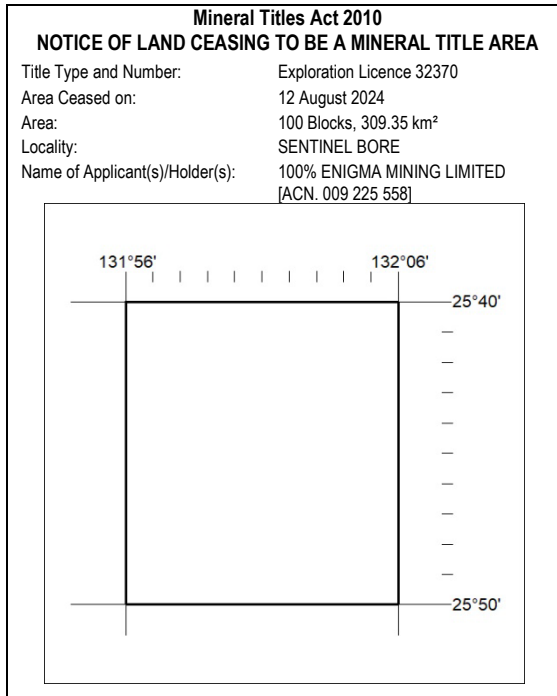 Mineral Titles Act 2010
NOTICE OF LAND CEASING TO BE A MINERAL TITLE AREA
Title Type and Number: Exploration Licence 32370
Area Ceased on: 12 August 2024
Area: 100 Blocks, 309.35 km²
Locality: SENTINEL BORE
Name of Applicant(s)/Holder(s): 100% ENIGMA MINING LIMITED
[ACN. 009 225 558]
131°56' 132°06'
25°40'
25°50'